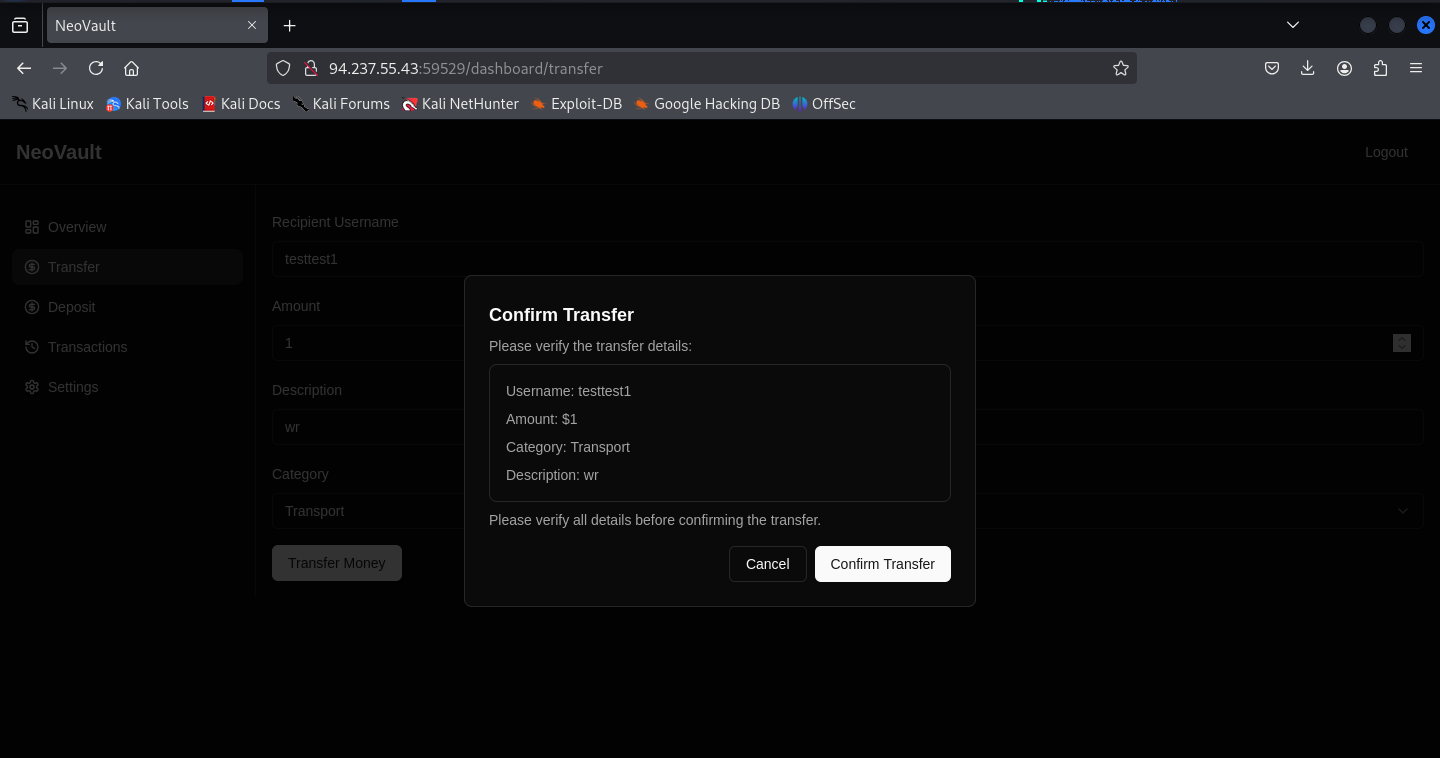 NeoVault
94.237.55.43:59529/dashboard/transfer
Kali Linux Kali Tools Kali Docs Kali Forums Kali NetHunter Exploit-DB Google Hacking DB OffSec
NeoVault Logout
Overview
Transfer
Deposit
Transactions
Settings
Recipient Username
testtest1
Amount
1
Description
wr
Category
Transport
Transfer Money
Confirm Transfer
Please verify the transfer details:
Username: testtest1
Amount: $1
Category: Transport
Description: wr
Please verify all details before confirming the transfer.
Cancel Confirm Transfer